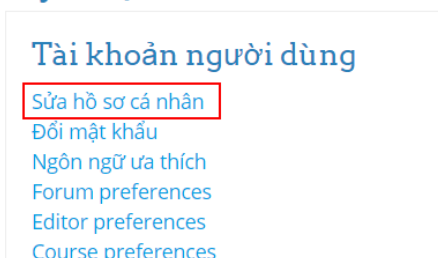 Tài khoản người dùng
Sửa hồ sơ cá nhân
Đổi mật khẩu
Ngôn ngữ ưa thích
Forum preferences
Editor preferences
Course preferences